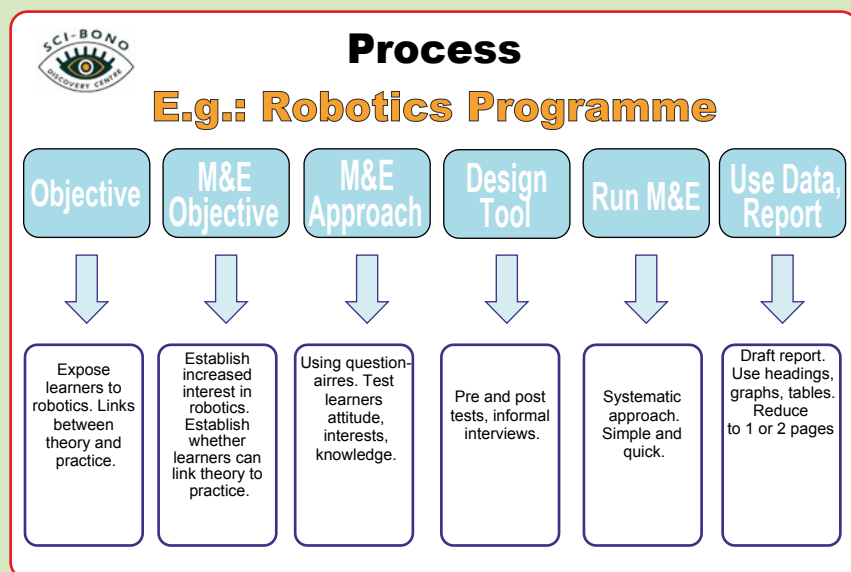 SCI-BONO
DISCOVERY CENTRE
Process
E.g.: Robotics Programme
Objective
M&E
Objective
M&E
Approach
Design
Tool
Run M&E
Use Data,
Report
Expose
learners to
robotics. Links
between
theory and
practice.
Establish
increased
interest in
robotics.
Establish
whether
learners can
link theory to
practice.
Using question-
airres. Test
learners
attitude,
interests,
knowledge.
Pre and post
tests, informal
interviews.
Systematic
approach.
Simple and
quick.
Draft report.
Use headings,
graphs, tables.
Reduce
to 1 or 2 pages